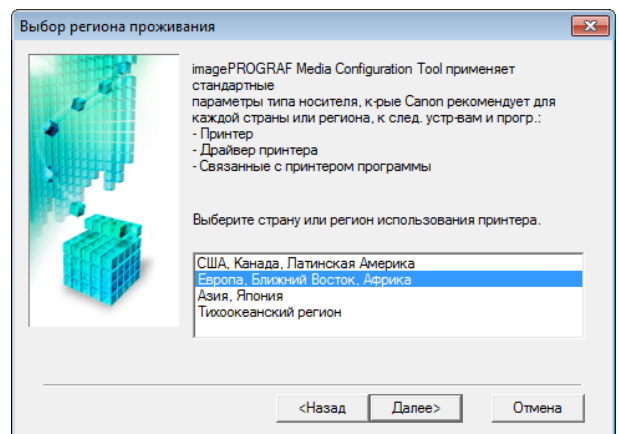 Выбор региона проживания
imagePROGRAF Media Configuration Tool применяет
стандартные
параметры типа носителя, к-рые Canon рекомендует для
каждой страны или региона, к след. устр-вам и прогр.:
- Принтер
- Драйвер принтера
- Связанные с принтером программы
Выберите страну или регион использования принтера.
США, Канада, Латинская Америка
Европа, Ближний Восток, Африка
Азия, Япония
Тихоокеанский регион
<Назад
Далее>
Отмена